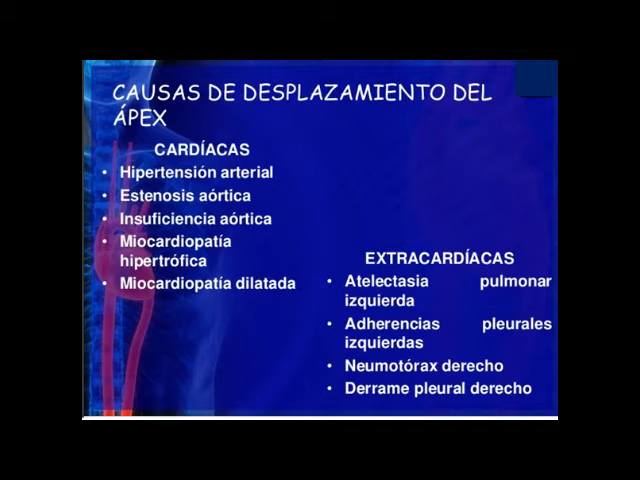 CAUSAS DE DESPLAZAMIENTO DEL
ÁPEX
CARDÍACAS
• Hipertensión arterial
• Estenosis aórtica
• Insuficiencia aórtica
• Miocardiopatía
hipertrófica
• Miocardiopatía dilatada
EXTRACARDÍACAS
• Atelectasia pulmonar
izquierda
• Adherencias pleurales
izquierdas
• Neumotórax derecho
• Derrame pleural derecho